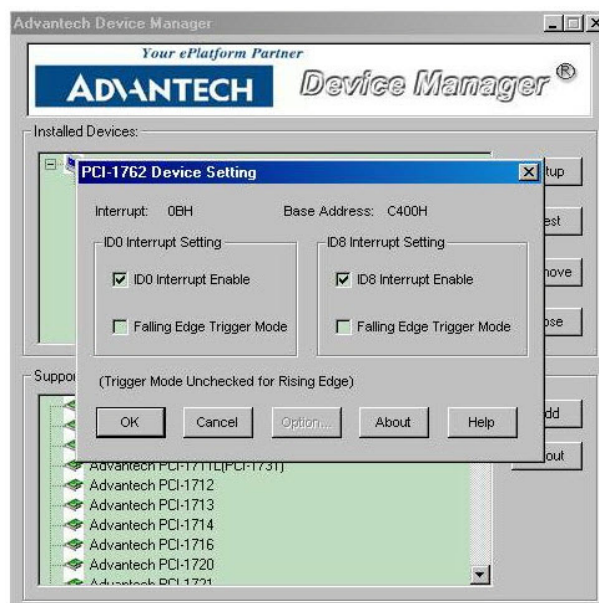 Advantech Device Manager
Your ePlatform Partner
ADVANTECH Device Manager ®
Installed Devices:
PCI-1762 Device Setting
Interrupt: 0BH Base Address: C400H
ID0 Interrupt Setting ID8 Interrupt Setting
ID0 Interrupt Enable ID8 Interrupt Enable
Falling Edge Trigger Mode Falling Edge Trigger Mode
(Trigger Mode Unchecked for Rising Edge)
OK Cancel Option... About Help
Advantech PCI-1711L(PCI-1731)
Advantech PCI-1712
Advantech PCI-1713
Advantech PCI-1714
Advantech PCI-1716
Advantech PCI-1720
Advantech PCI-1721